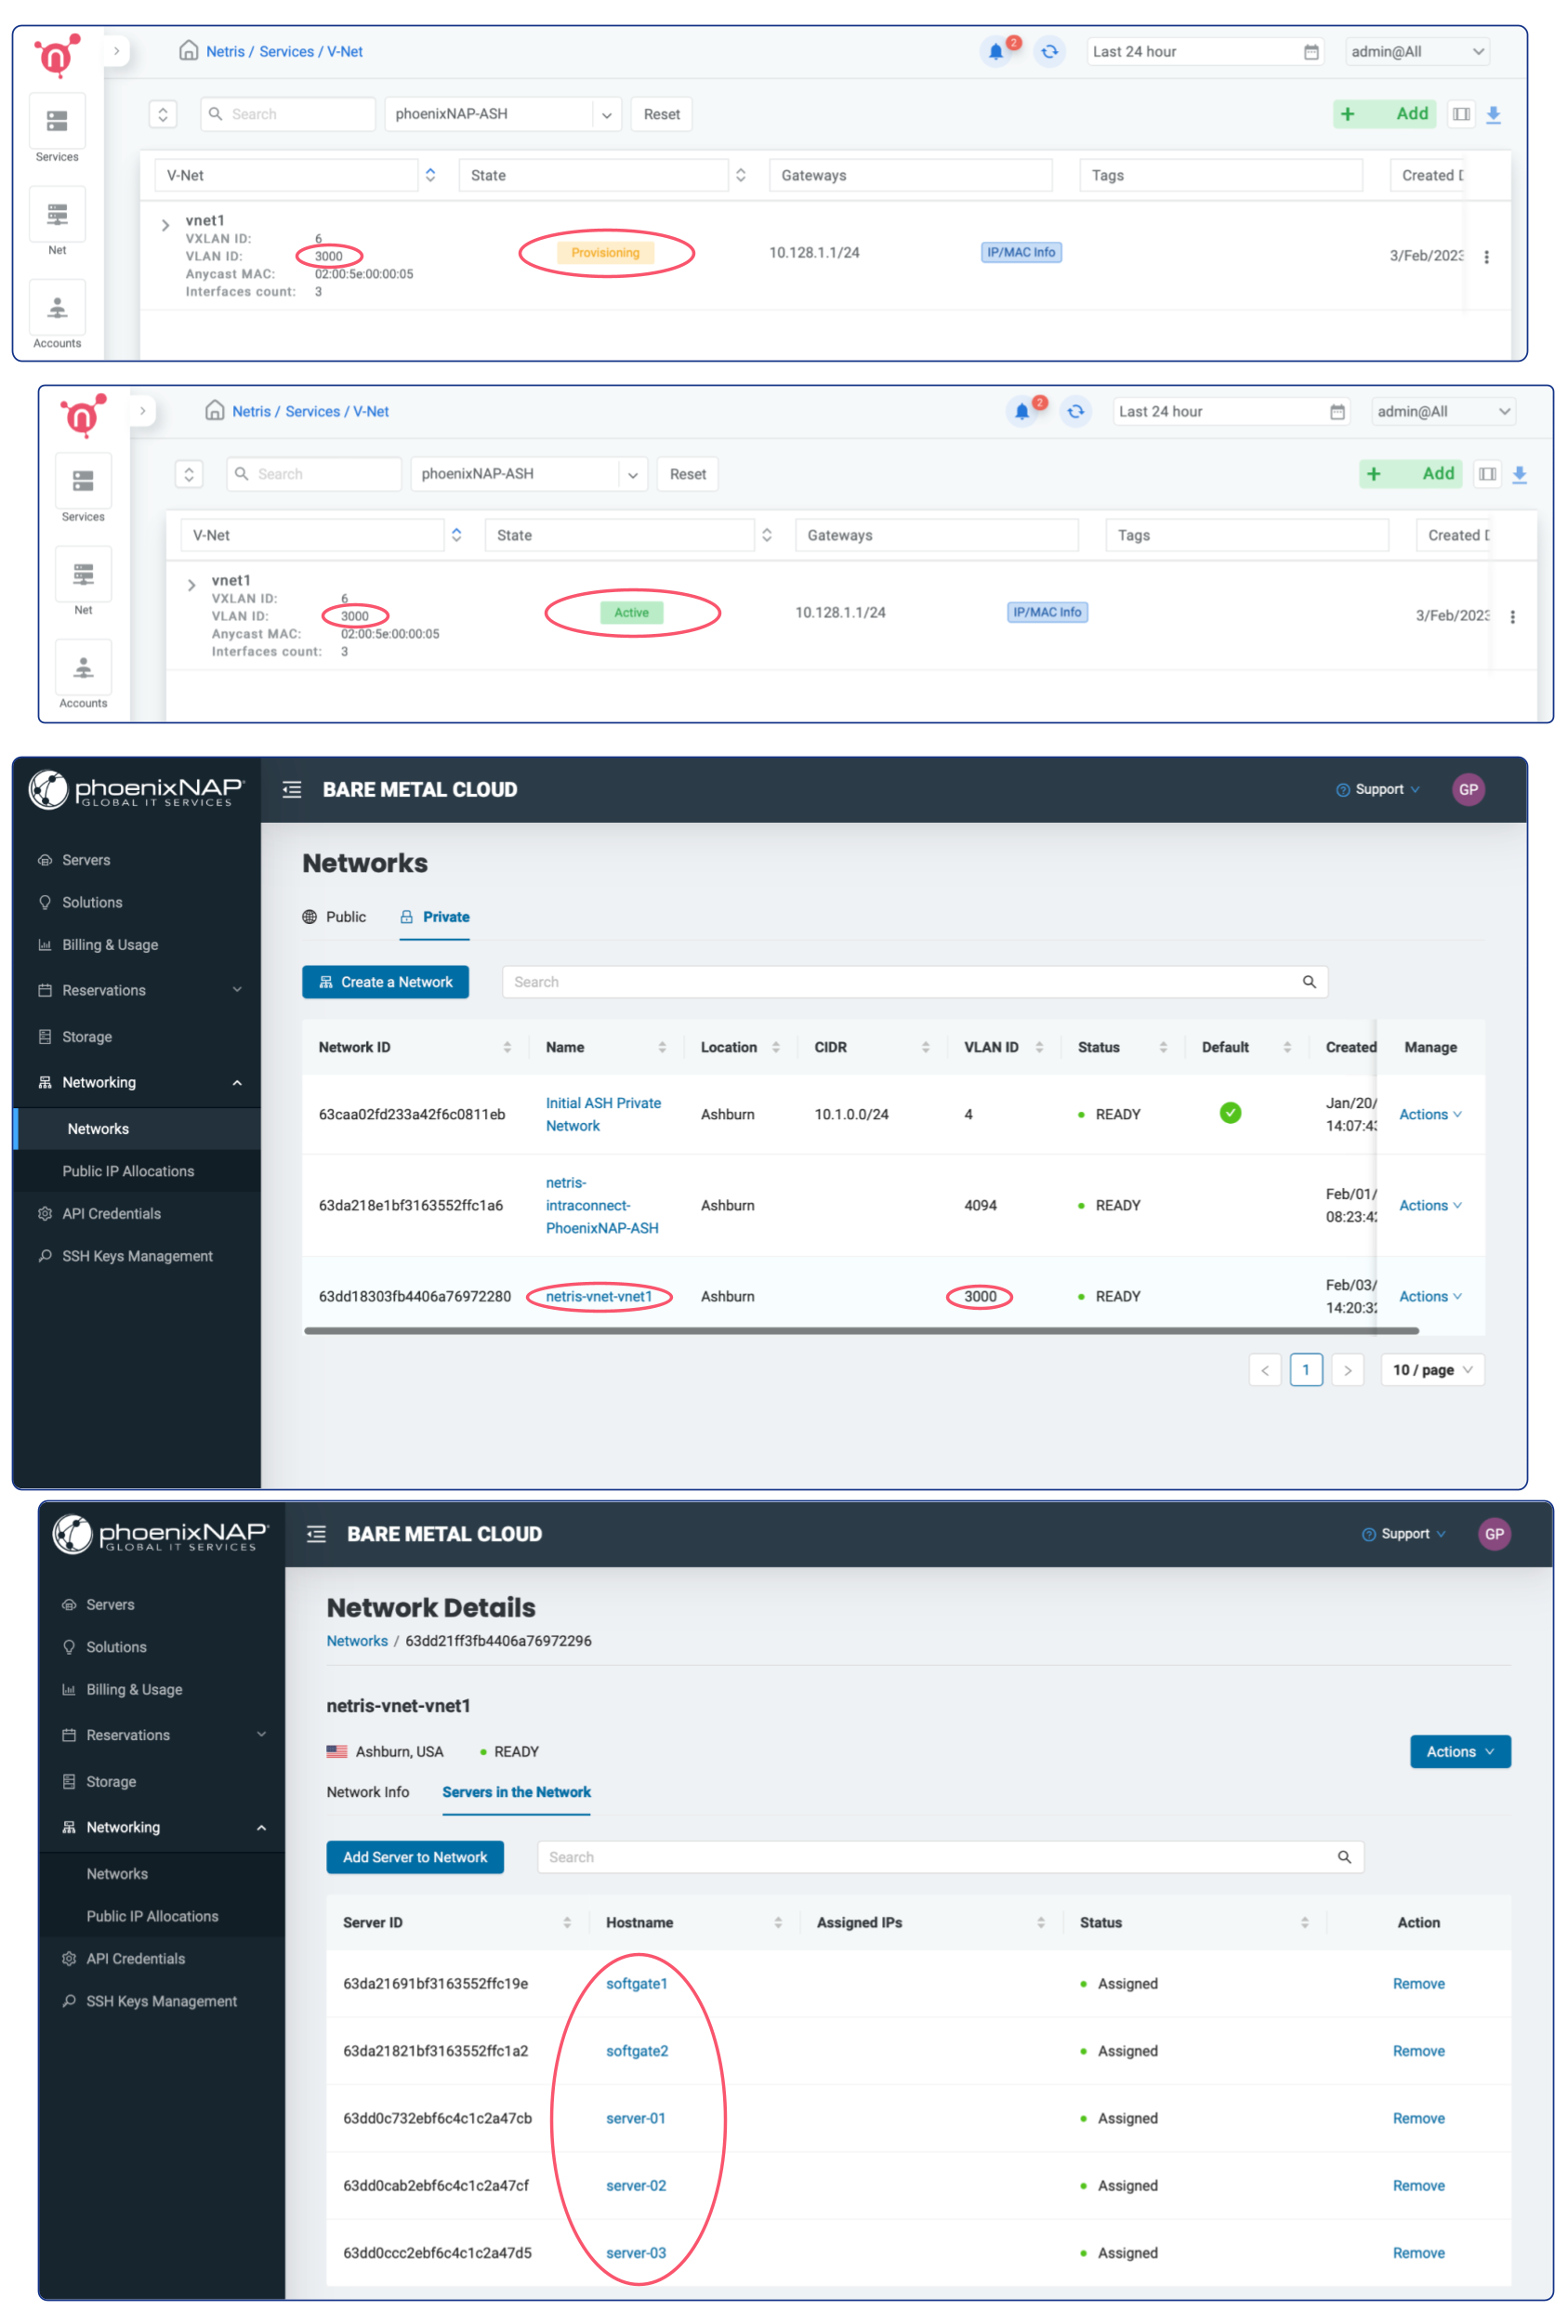 Netris / Services / V-Net
2
Last 24 hour
admin@All
Search
phoenixNAP-ASH
Reset
+ Add
Services
V-Net
State
Gateways
Tags
Created D
vnet1
VXLAN ID: 6
VLAN ID: 3000
Anycast MAC: 02:00:5e:00:00:05
Interfaces count: 3
Provisioning
10.128.1.1/24
IP/MAC Info
3/Feb/2023
Net
Accounts
Netris / Services / V-Net
2
Last 24 hour
admin@All
Search
phoenixNAP-ASH
Reset
+ Add
Services
V-Net
State
Gateways
Tags
Created D
vnet1
VXLAN ID: 6
VLAN ID: 3000
Anycast MAC: 02:00:5e:00:00:05
Interfaces count: 3
Active
10.128.1.1/24
IP/MAC Info
3/Feb/2023
Net
Accounts
phoenixNAP
GLOBAL IT SERVICES
BARE METAL CLOUD
Support
GP
Servers
Solutions
Billing & Usage
Reservations
Storage
Networking
Networks
Public IP Allocations
API Credentials
SSH Keys Management
Networks
Public
Private
Create a Network
Search
Network ID Name Location CIDR VLAN ID Status Default Created Manage
63caa02fd233a42f6c0811eb
Initial ASH Private
Network
Ashburn
10.1.0.0/24
4
READY
Jan/20/
14:07:43
Actions
63da218e1bf3163552ffc1a6
netris-
intraconnect-
PhoenixNAP-ASH
Ashburn
4094
READY
Feb/01/
08:23:42
Actions
63dd18303fb4406a76972280
netris-vnet-vnet1
Ashburn
3000
READY
Feb/03/
14:20:32
Actions
< 1 > 10 / page
phoenixNAP
GLOBAL IT SERVICES
BARE METAL CLOUD
Support
GP
Servers
Solutions
Billing & Usage
Reservations
Storage
Networking
Networks
Public IP Allocations
API Credentials
SSH Keys Management
Network Details
Networks / 63dd21ff3fb4406a76972296
netris-vnet-vnet1
Ashburn, USA
READY
Actions
Network Info
Servers in the Network
Add Server to Network
Search
Server ID Hostname Assigned IPs Status Action
63da21691bf3163552ffc19e softgate1 Assigned Remove
63da21821bf3163552ffc1a2 softgate2 Assigned Remove
63dd0c732ebf6c4c1c2a47cb server-01 Assigned Remove
63dd0cab2ebf6c4c1c2a47cf server-02 Assigned Remove
63dd0ccc2ebf6c4c1c2a47d5 server-03 Assigned Remove